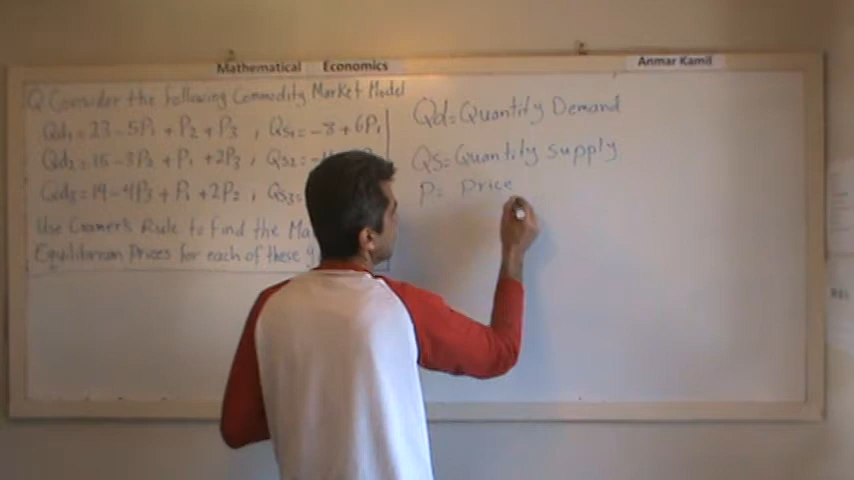 Mathematical Economics
Anmar Kamil
Q Consider the following Commodity Market Model
Qd1 = 23 - 5P1 + P2 + P3 , Qs1 = -8 + 6P1
Qd2 = 15 - 3P2 + P1 + 2P3 ; Qs2 =
Qd3 = 19 - 4P3 + P1 + 2P2 ; Qs3 =
Use Cramer's Rule to find the
Equilibrium Prices for each of these
Qd = Quantity Demand
Qs = Quantity supply
P = Price